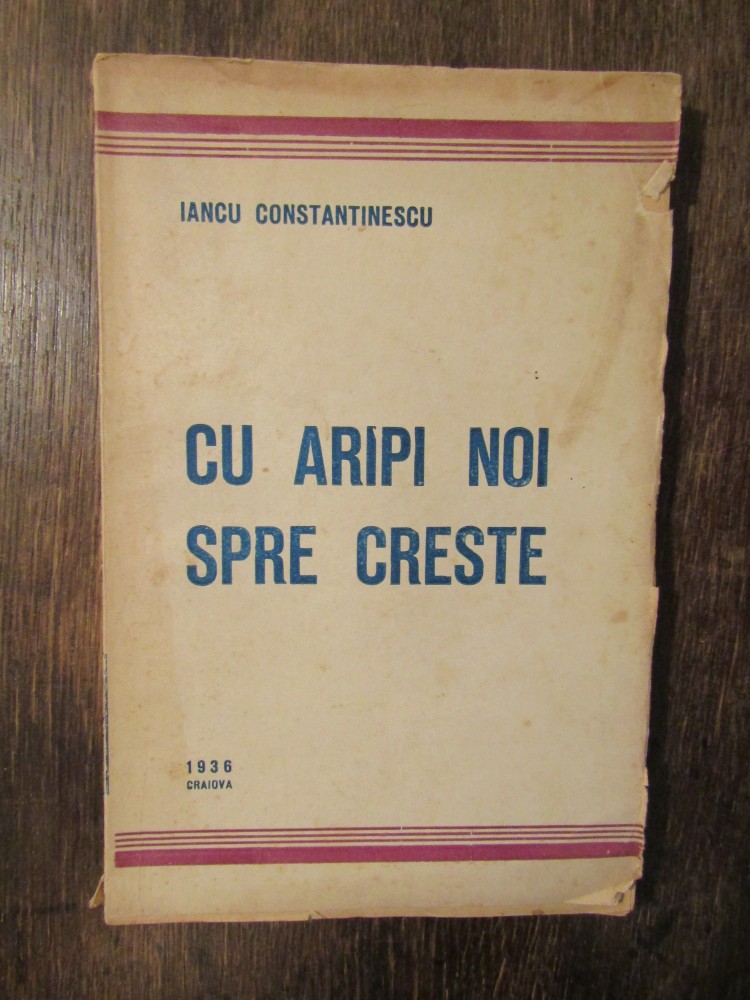 IANCU CONSTANTINESCU
CU ARIPI NOI
SPRE CRESTE
1936
CRAIOVA